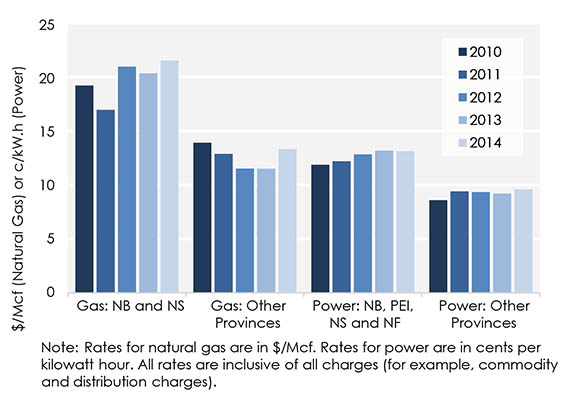 $/Mcf (Natural Gas) or c/kW.h (Power)
25
20
15
10
5
0
2010
2011
2012
2013
2014
Gas: NB and NS
Gas: Other
Provinces
Power: NB, PEI,
NS and NF
Power: Other
Provinces
Note: Rates for natural gas are in $/Mcf. Rates for power are in cents per
kilowatt hour. All rates are inclusive of all charges (for example, commodity
and distribution charges).